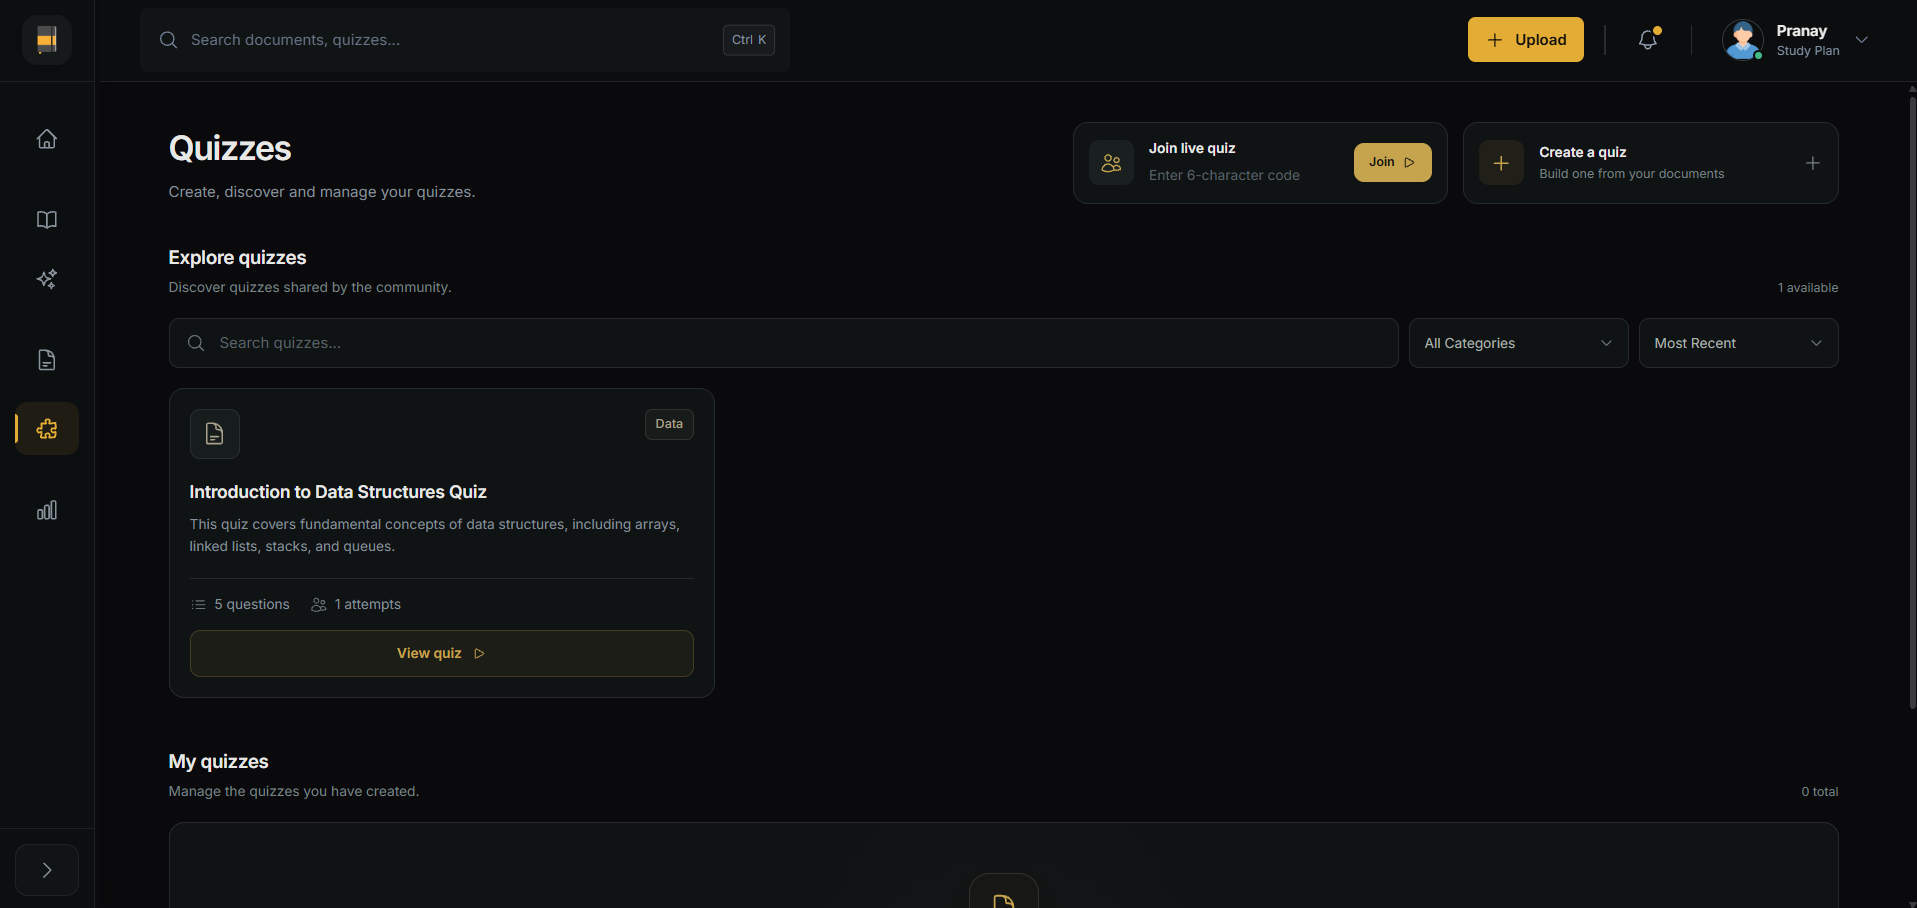 Search documents, quizzes...
Ctrl K
Upload
Pranay
Study Plan
Quizzes
Create, discover and manage your quizzes.
Join live quiz
Enter 6-character code
Join
Create a quiz
Build one from your documents
Explore quizzes
Discover quizzes shared by the community.
1 available
Search quizzes...
All Categories
Most Recent
Data
Introduction to Data Structures Quiz
This quiz covers fundamental concepts of data structures, including arrays,
linked lists, stacks, and queues.
5 questions
1 attempts
View quiz
My quizzes
Manage the quizzes you have created.
0 total